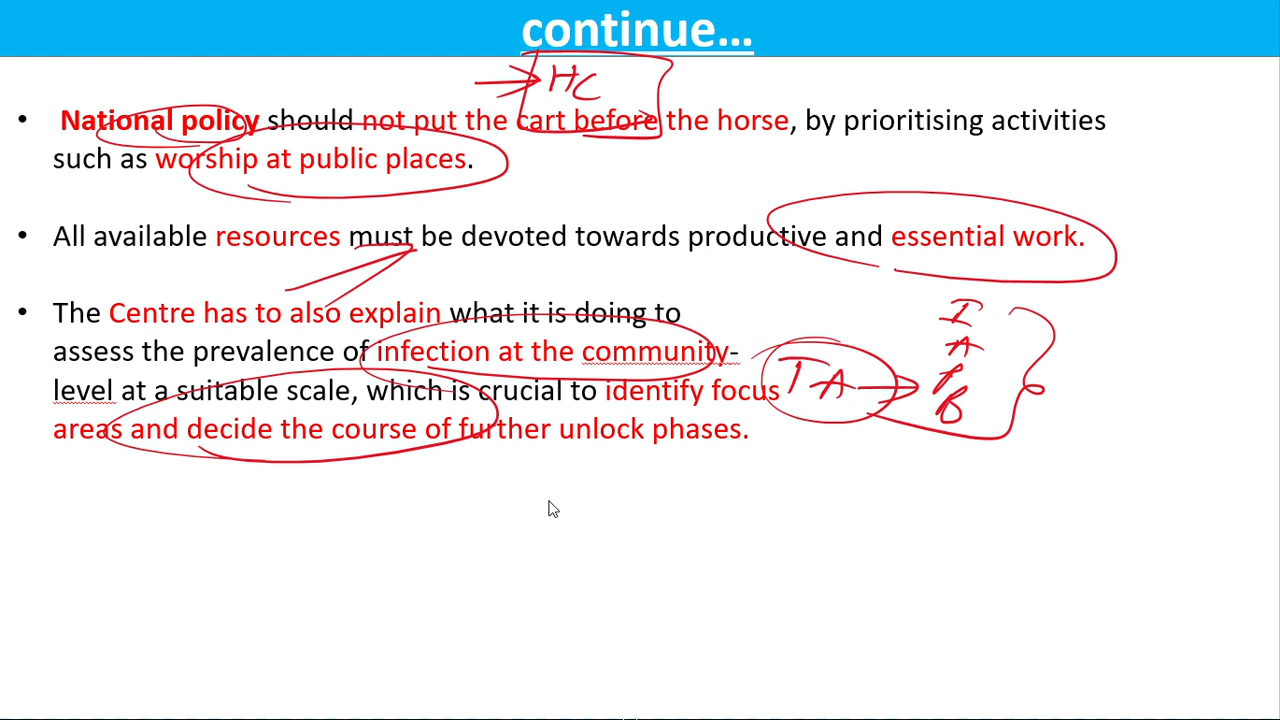 continue...
HC
• National policy should not put the cart before the horse, by prioritising activities
such as worship at public places.
• All available resources must be devoted towards productive and essential work.
• The Centre has to also explain what it is doing to
assess the prevalence of infection at the community-
level at a suitable scale, which is crucial to identify focus
areas and decide the course of further unlock phases.
I
A
TA
P
B